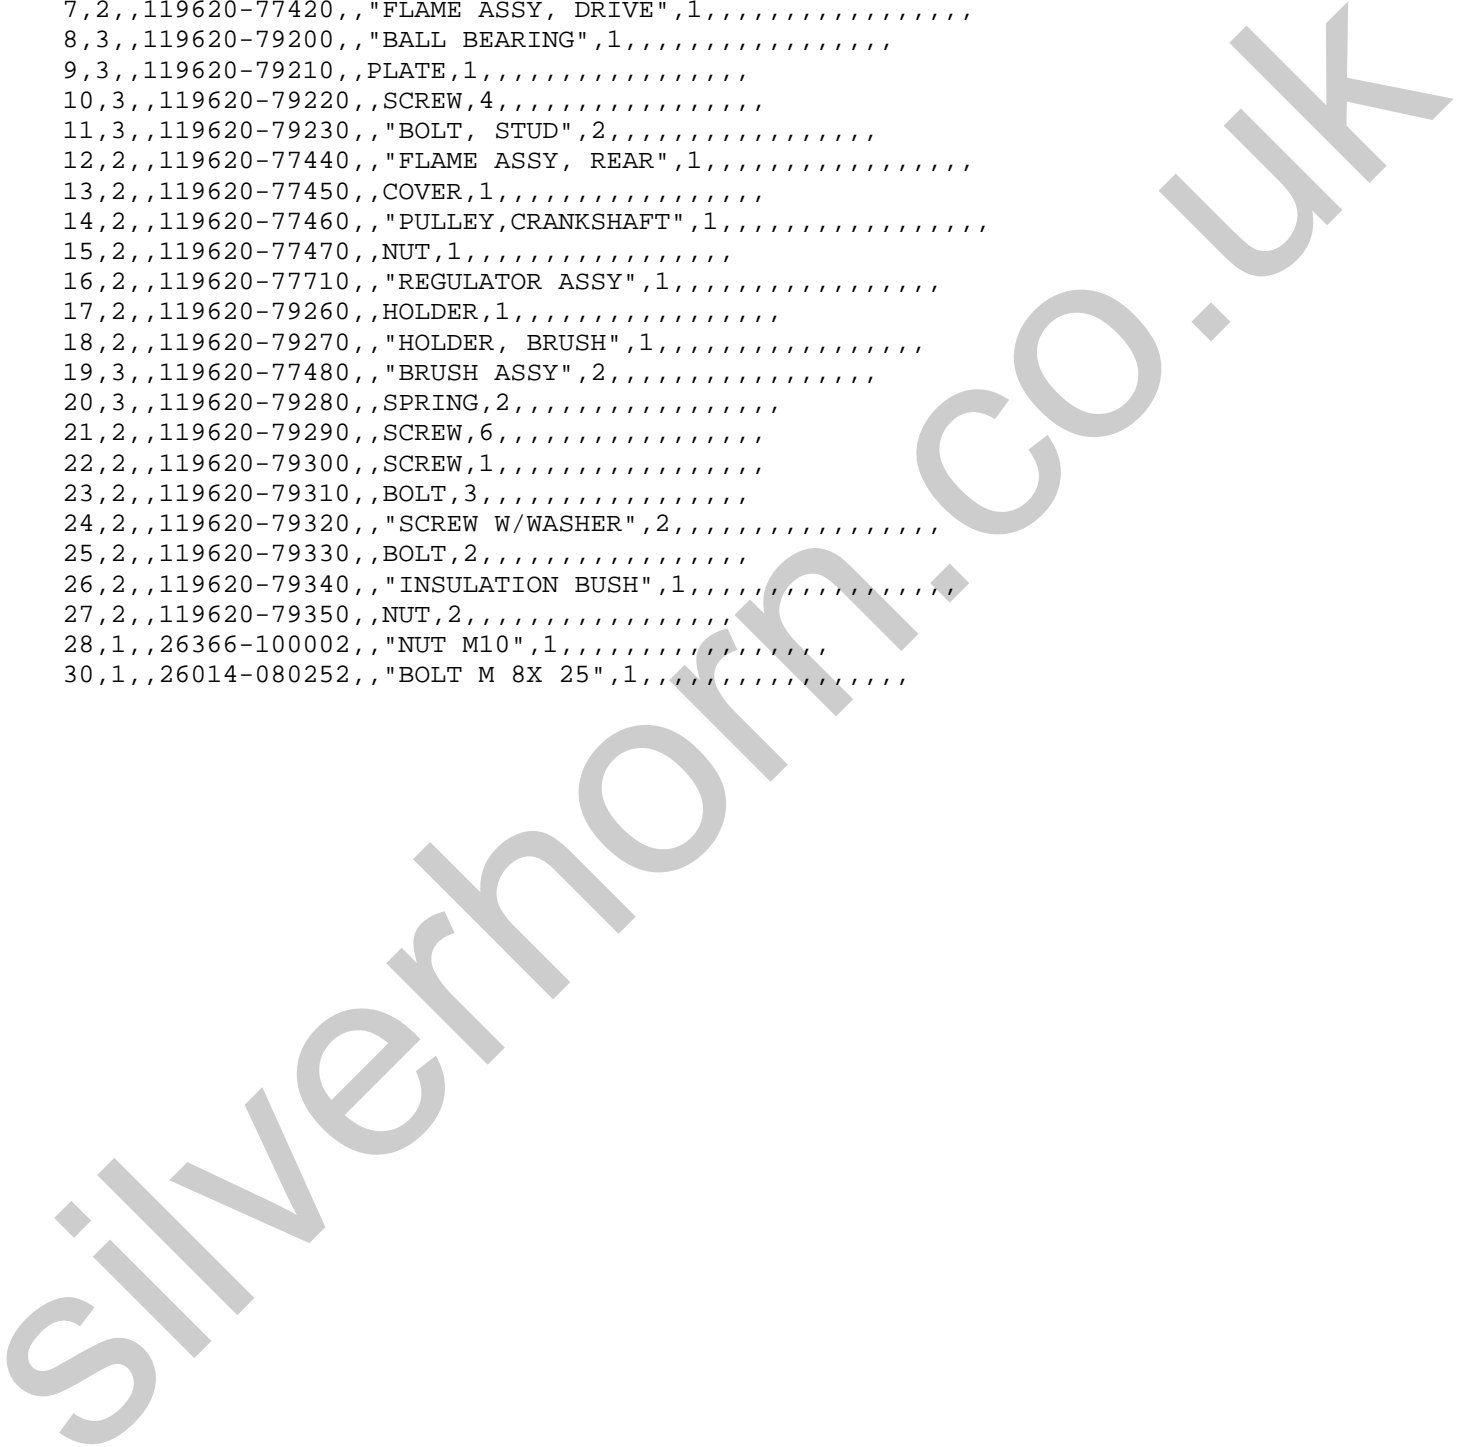 7,2,,119620-77420,,"FLAME ASSY, DRIVE",1,,,,,,,,,,,,,,,,,
8,3,,119620-79200,,"BALL BEARING",1,,,,,,,,,,,,,,,,,
9,3,,119620-79210,,PLATE,1,,,,,,,,,,,,,,,,,
10,3,,119620-79220,,SCREW,4,,,,,,,,,,,,,,,,,
11,3,,119620-79230,,"BOLT, STUD",2,,,,,,,,,,,,,,,,,
12,2,,119620-77440,,"FLAME ASSY, REAR",1,,,,,,,,,,,,,,,,,
13,2,,119620-77450,,COVER,1,,,,,,,,,,,,,,,,,
14,2,,119620-77460,,"PULLEY,CRANKSHAFT",1,,,,,,,,,,,,,,,,,
15,2,,119620-77470,,NUT,1,,,,,,,,,,,,,,,,,
16,2,,119620-77710,,"REGULATOR ASSY",1,,,,,,,,,,,,,,,,,
17,2,,119620-79260,,HOLDER,1,,,,,,,,,,,,,,,,,
18,2,,119620-79270,,"HOLDER, BRUSH",1,,,,,,,,,,,,,,,,,
19,3,,119620-77480,,"BRUSH ASSY",2,,,,,,,,,,,,,,,,,
20,3,,119620-79280,,SPRING,2,,,,,,,,,,,,,,,,,
21,2,,119620-79290,,SCREW,6,,,,,,,,,,,,,,,,,
22,2,,119620-79300,,SCREW,1,,,,,,,,,,,,,,,,,
23,2,,119620-79310,,BOLT,3,,,,,,,,,,,,,,,,,
24,2,,119620-79320,,"SCREW W/WASHER",2,,,,,,,,,,,,,,,,,
25,2,,119620-79330,,BOLT,2,,,,,,,,,,,,,,,,,
26,2,,119620-79340,,"INSULATION BUSH",1,,,,,,,,,,,,,,,,,
27,2,,119620-79350,,NUT,2,,,,,,,,,,,,,,,,,
28,1,,26366-100002,,"NUT M10",1,,,,,,,,,,,,,,,,,
30,1,,26014-080252,,"BOLT M 8X 25",1,,,,,,,,,,,,,,,,,
silverhorn.co.uk